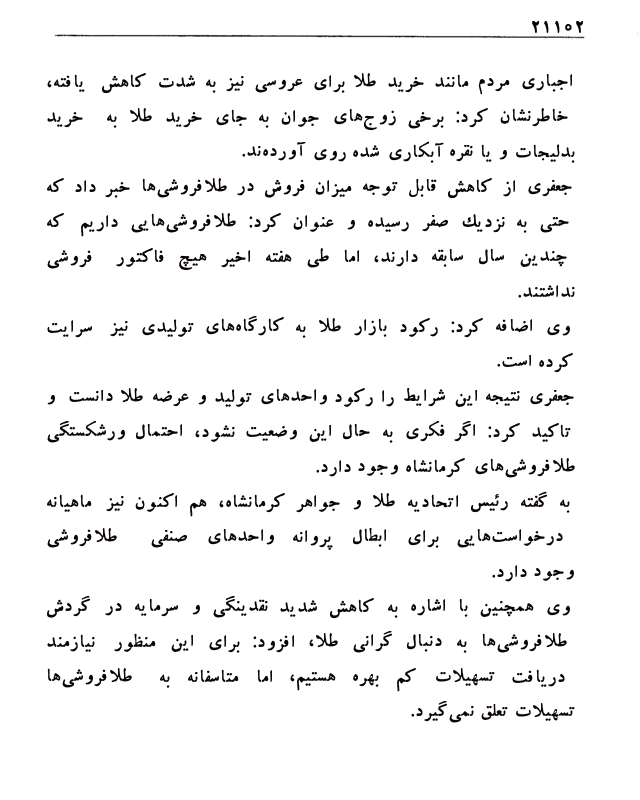 ۲۱۱۵۲
اجباری مردم مانند خرید طلا برای عروسی نیز به شدت کاهش یافته،
خاطرنشان کرد: برخی زوج‌های جوان به جای خرید طلا به خرید
بدلیجات و یا نقره آبکاری شده روی آورده‌ند.
جعفری از کاهش قابل توجه میزان فروش در طلافروشی‌ها خبر داد که
حتی به نزدیك صفر رسیده و عنوان کرد: طلافروشی‌هایی داریم که
چندین سال سابقه دارند، اما طی هفته اخیر هیچ فاکتور فروشی
نداشتند.
وی اضافه کرد: رکود بازار طلا به کارگاه‌های تولیدی نیز سرایت
کرده است.
جعفری نتیجه این شرایط را رکود واحدهای تولید و عرضه طلا دانست و
تاکید کرد: اگر فکری به حال این وضعیت نشود، احتمال ورشکستگی
طلافروشی‌های کرمانشاه وجود دارد.
به گفته رئیس اتحادیه طلا و جواهر کرمانشاه، هم اکنون نیز ماهیانه
درخواست‌هایی برای ابطال پروانه واحدهای صنفی طلافروشی
وجود دارد.
وی همچنین با اشاره به کاهش شدید نقدینگی و سرمایه در گردش
طلافروشی‌ها به دنبال گرانی طلا، افزود: برای این منظور نیازمند
دریافت تسهیلات کم بهره هستیم، اما متاسفانه به طلافروشی‌ها
تسهیلات تعلق نمی‌گیرد.